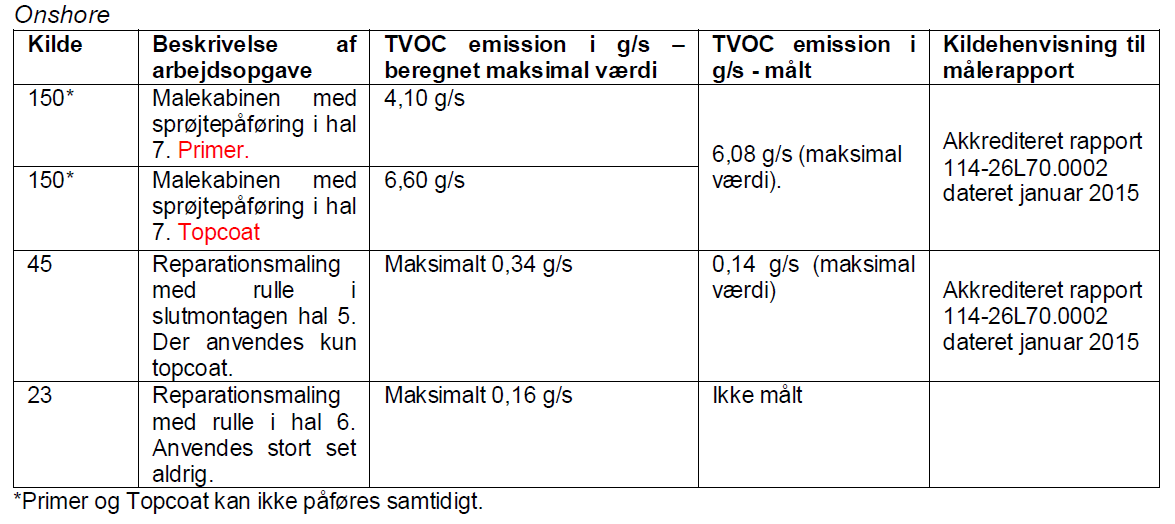 Onshore
Kilde
Beskrivelse af
arbejdsopgave
TVOC emission i g/s –
beregnet maksimal værdi
TVOC emission i
g/s - målt
Kildehenvisning til
målerapport
150*
Malekabinen med
sprøjtepåføring i hal
7. Primer.
4,10 g/s
6,08 g/s (maksimal
værdi).
Akkrediteret rapport
114-26L70.0002
dateret januar 2015
150*
Malekabinen med
sprøjtepåføring i hal
7. Topcoat
6,60 g/s
45
Reparationsmaling
med rulle i
slutmontagen hal 5.
Der anvendes kun
topcoat.
Maksimalt 0,34 g/s
0,14 g/s (maksimal
værdi)
Akkrediteret rapport
114-26L70.0002
dateret januar 2015
23
Reparationsmaling
med rulle i hal 6.
Anvendes stort set
aldrig.
Maksimalt 0,16 g/s
Ikke målt
*Primer og Topcoat kan ikke påføres samtidigt.